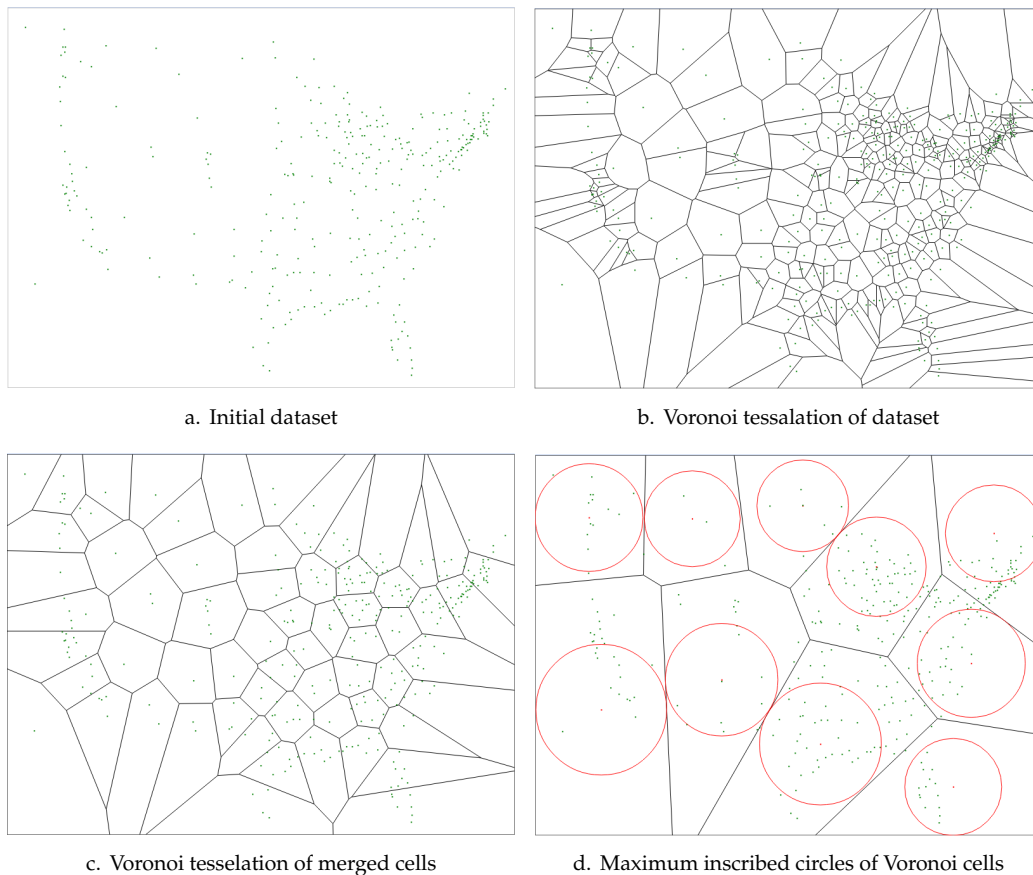 a. Initial dataset
b. Voronoi tessalation of dataset
c. Voronoi tesselation of merged cells
d. Maximum inscribed circles of Voronoi cells